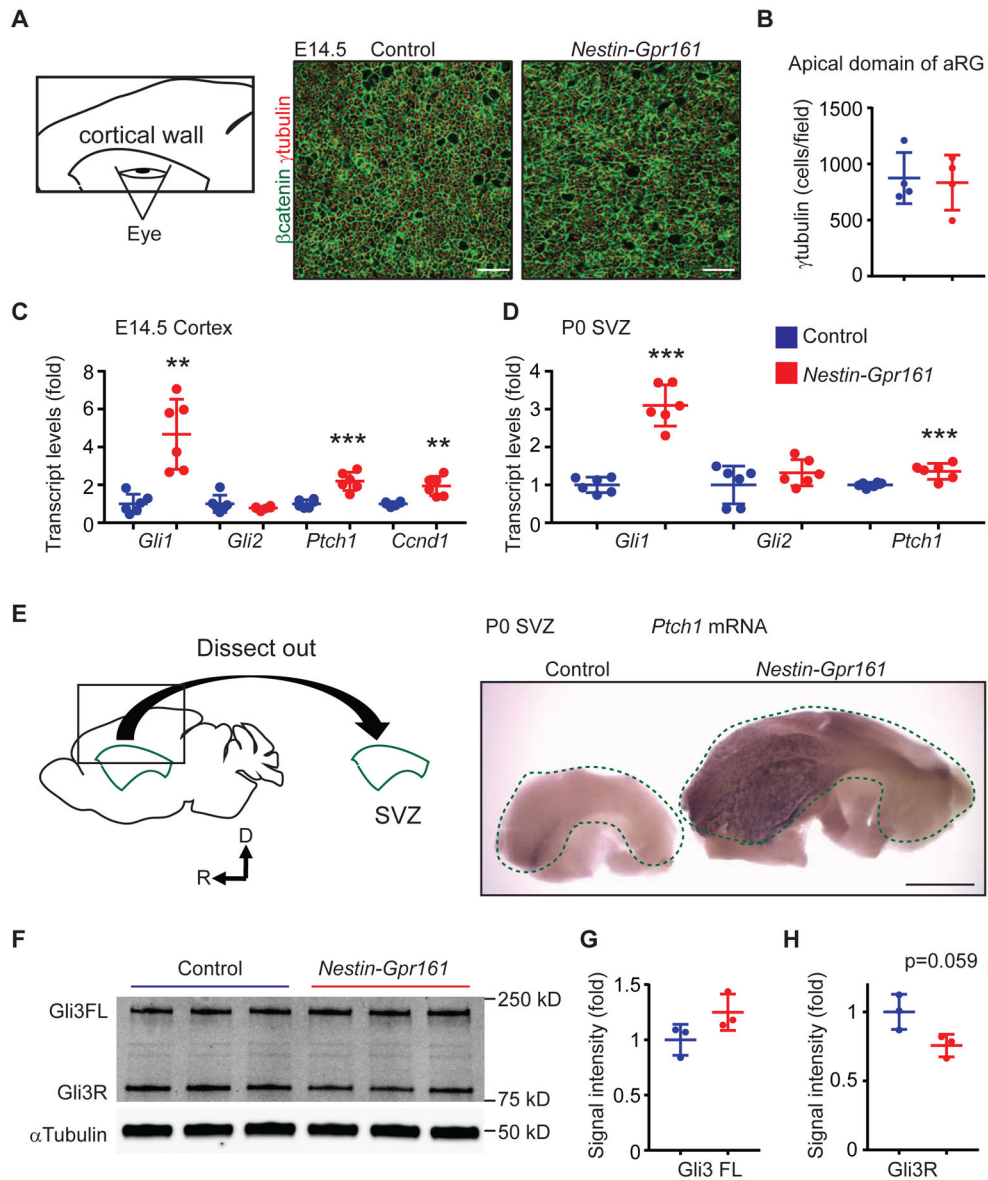 A
E14.5 Control
Nestin-Gpr161
βcatenin γtubulin
cortical wall
Eye
B
Apical domain of aRG
γtubulin (cells/field)
1500
1000
500
0
C
E14.5 Cortex
Transcript levels (fold)
8
6
4
2
0
**
***
**
Gli1
Gli2
Ptch1
Ccnd1
D
P0 SVZ
Control
Nestin-Gpr161
Transcript levels (fold)
4
3
2
1
0
***
***
Gli1
Gli2
Ptch1
E
Dissect out
SVZ
D
R
P0 SVZ
Ptch1 mRNA
Control
Nestin-Gpr161
F
Control
Nestin-Gpr161
Gli3FL
Gli3R
αTubulin
250 kD
75 kD
50 kD
G
Signal intensity (fold)
1.5
1
0.5
0
Gli3 FL
H
p=0.059
Signal intensity (fold)
1
0.5
0
Gli3R